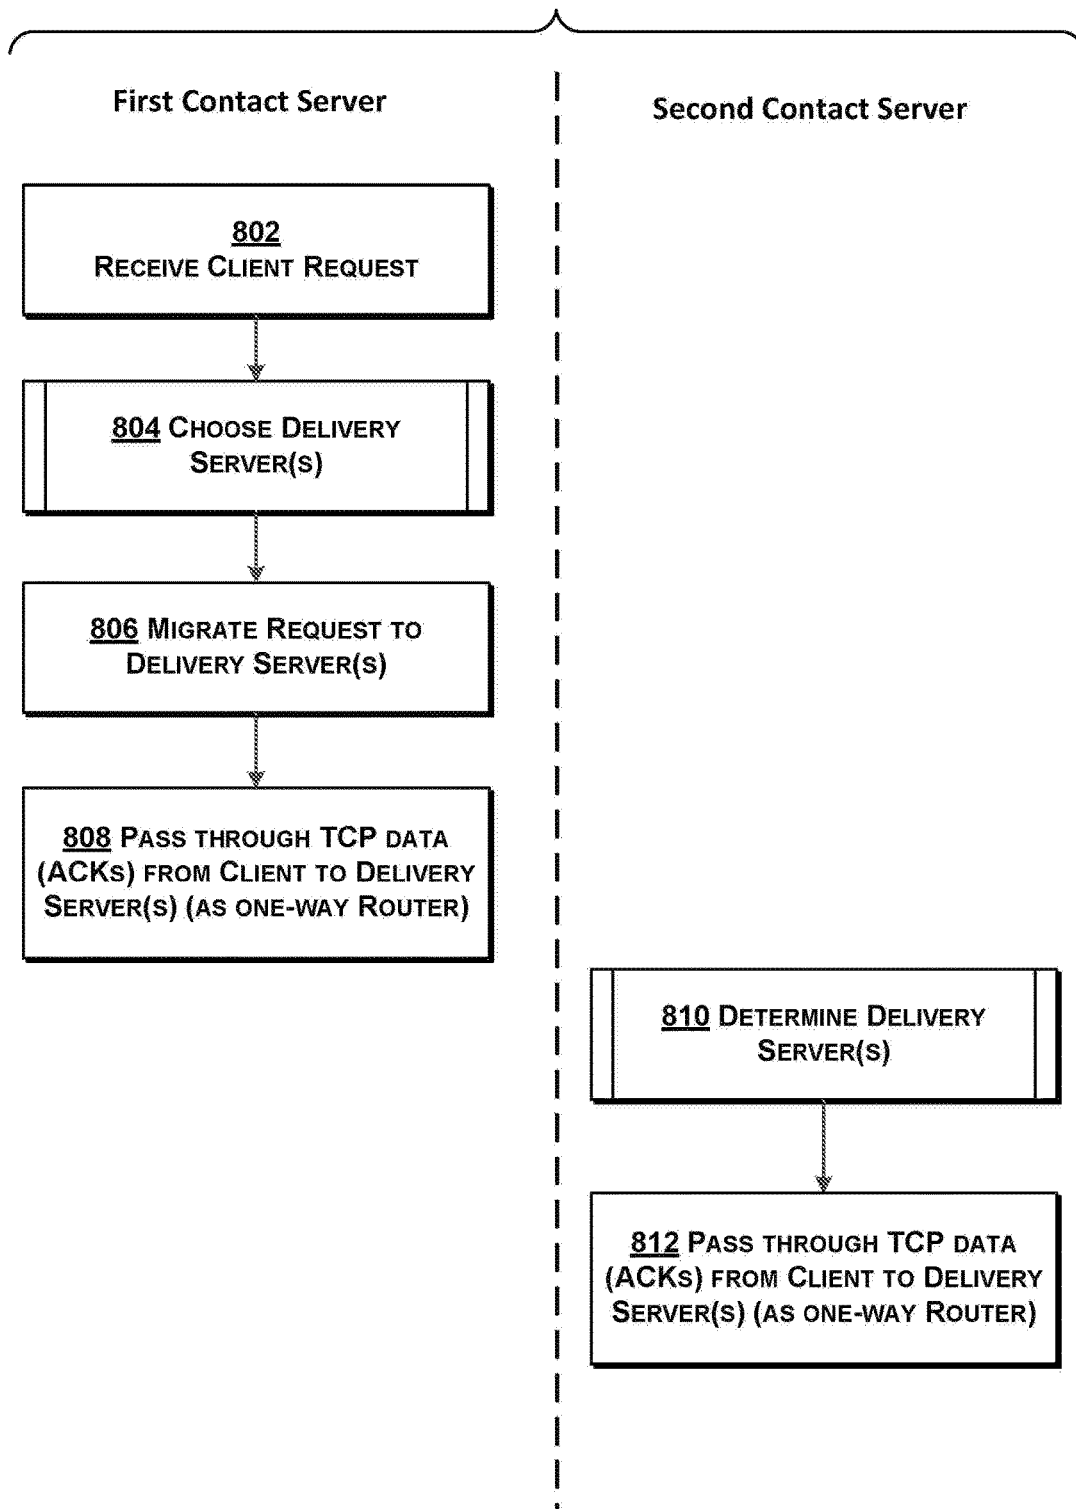 First Contact Server
Second Contact Server
802
RECEIVE CLIENT REQUEST
804 CHOOSE DELIVERY
SERVER(S)
806 MIGRATE REQUEST TO
DELIVERY SERVER(S)
808 PASS THROUGH TCP DATA
(ACKS) FROM CLIENT TO DELIVERY
SERVER(S) (AS ONE-WAY ROUTER)
810 DETERMINE DELIVERY
SERVER(S)
812 PASS THROUGH TCP DATA
(ACKS) FROM CLIENT TO DELIVERY
SERVER(S) (AS ONE-WAY ROUTER)